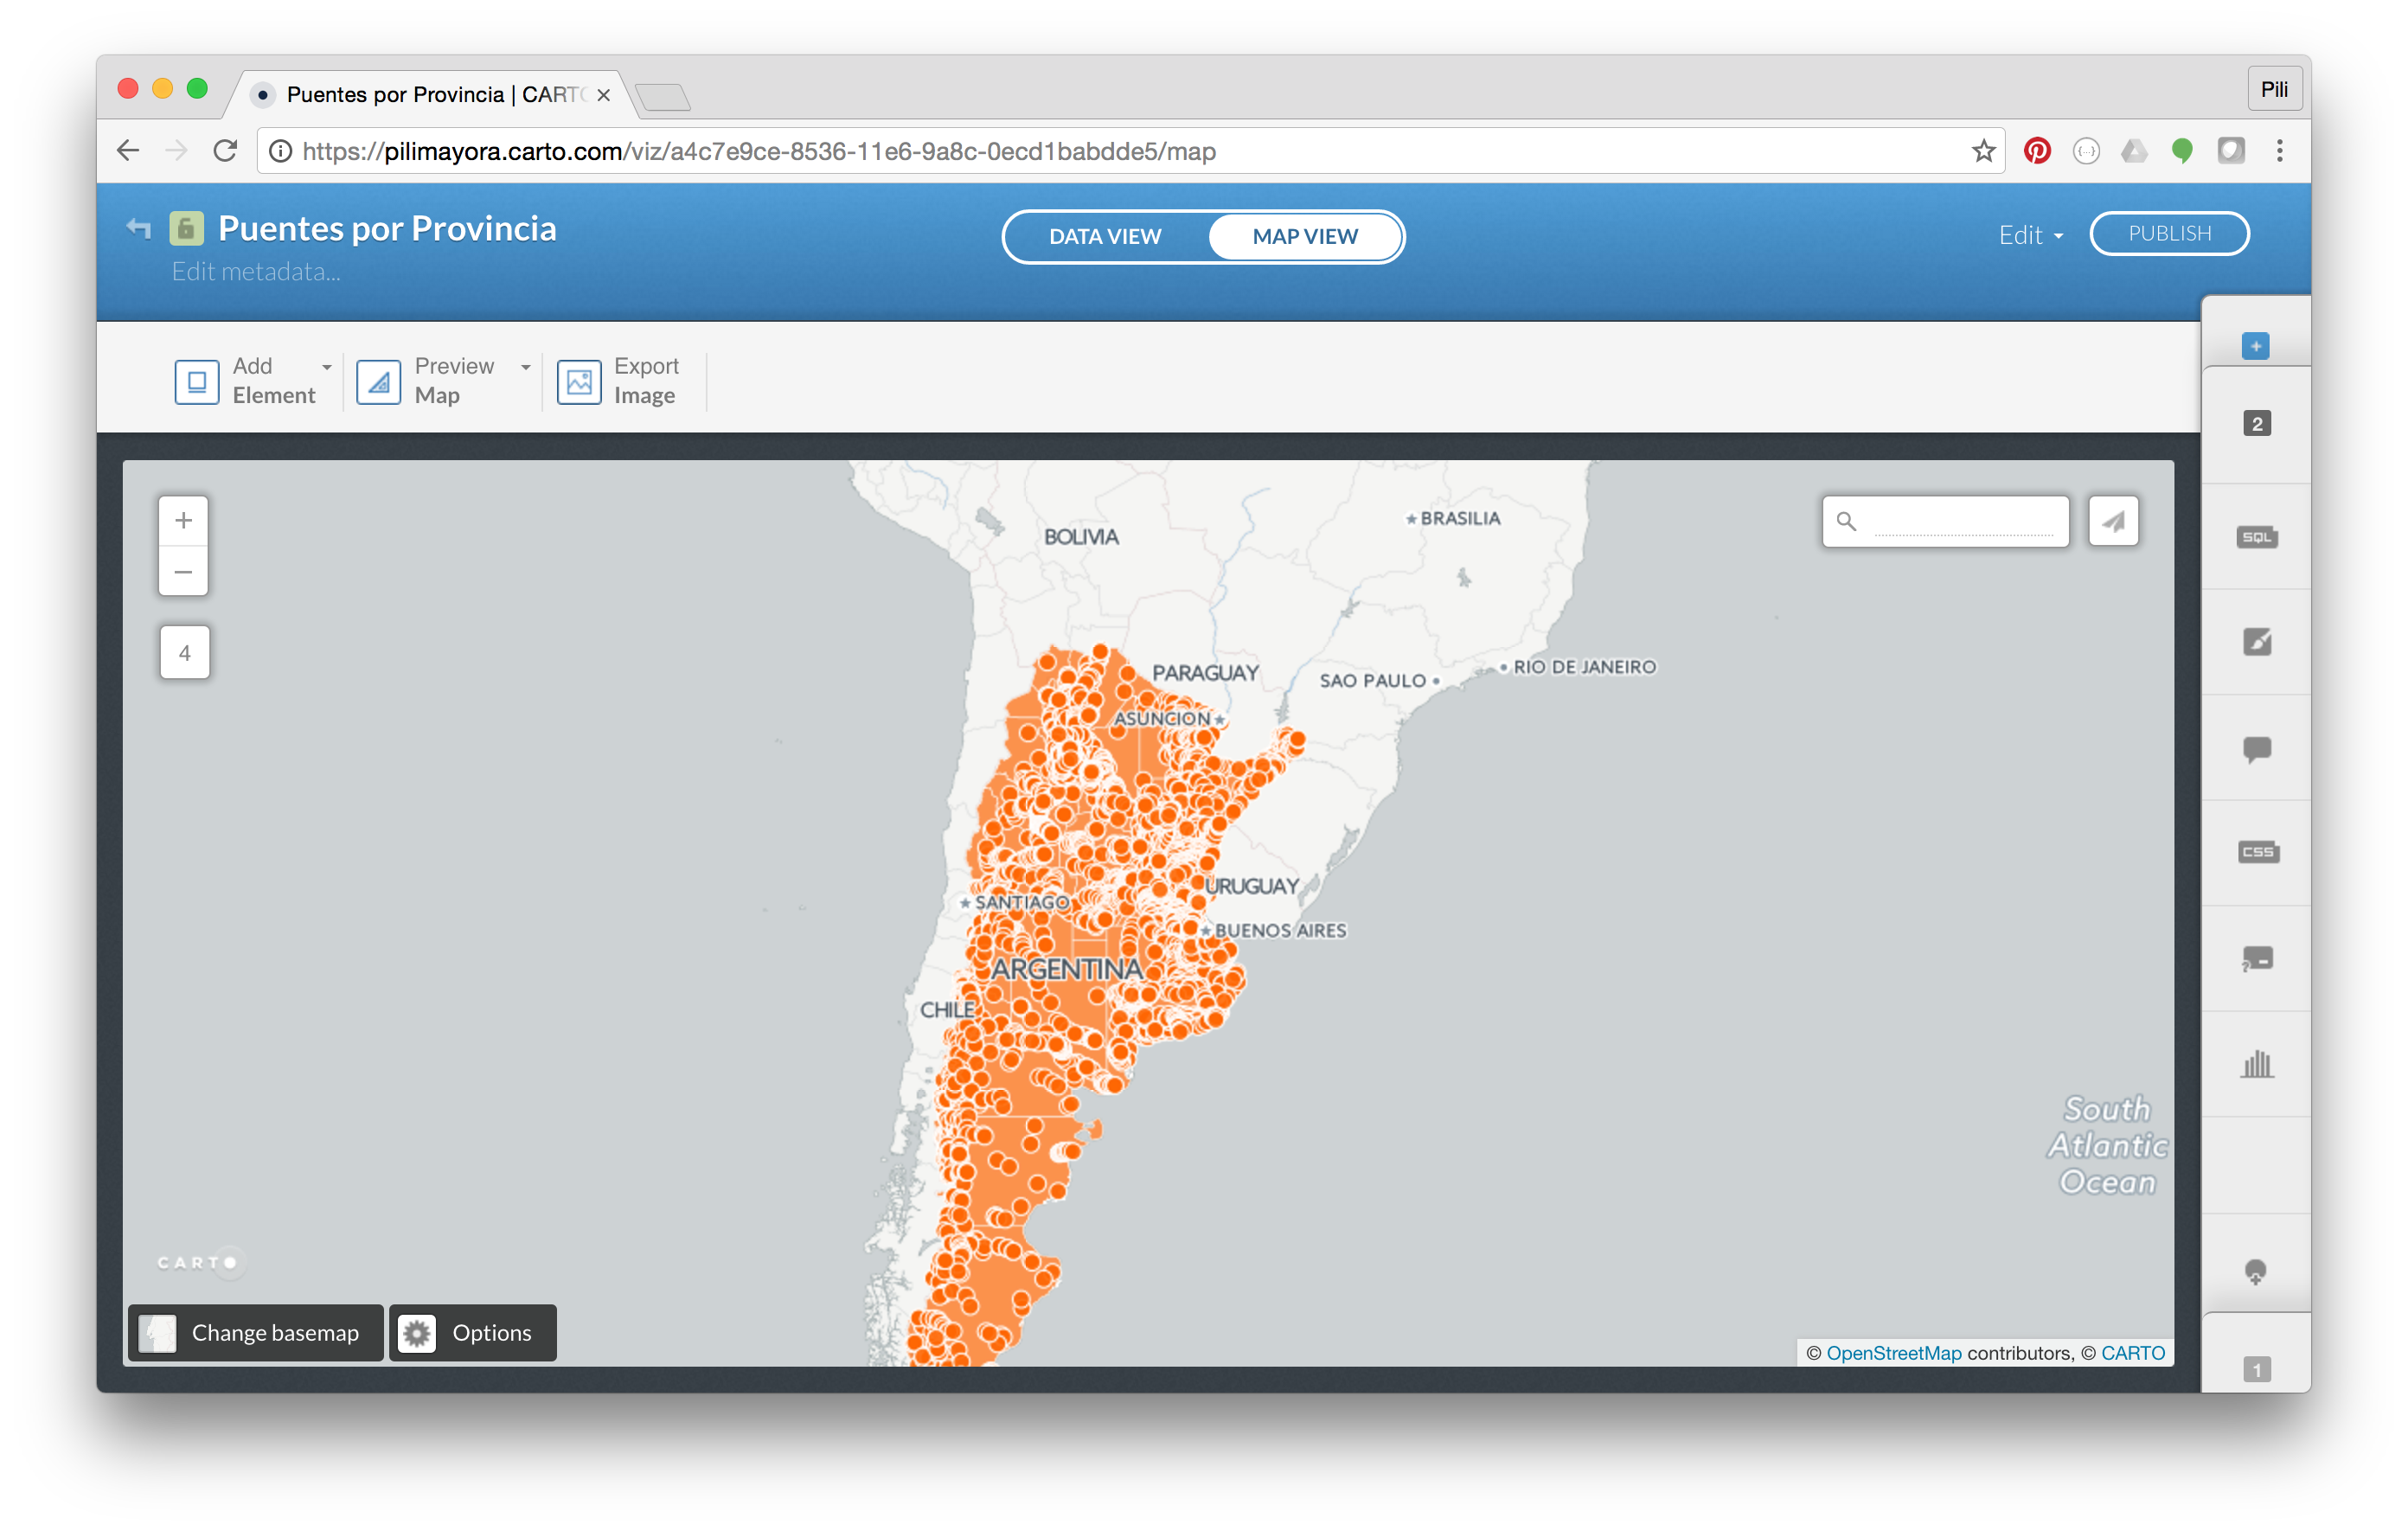 Puentes por Provincia | CARTO
Pili
https://pilimayora.carto.com/viz/a4c7e9ce-8536-11e6-9a8c-0ecd1babdde5/map
Puentes por Provincia
Edit metadata...
DATA VIEW
MAP VIEW
Edit
PUBLISH
Add Element
Preview Map
Export Image
2
SQL
CSS
1
+
−
4
BOLIVIA
BRASILIA
PARAGUAY
SAO PAULO
RIO DE JANEIRO
ASUNCION
URUGUAY
SANTIAGO
BUENOS AIRES
ARGENTINA
CHILE
South
Atlantic
Ocean
CARTO
Change basemap
Options
© OpenStreetMap contributors, © CARTO